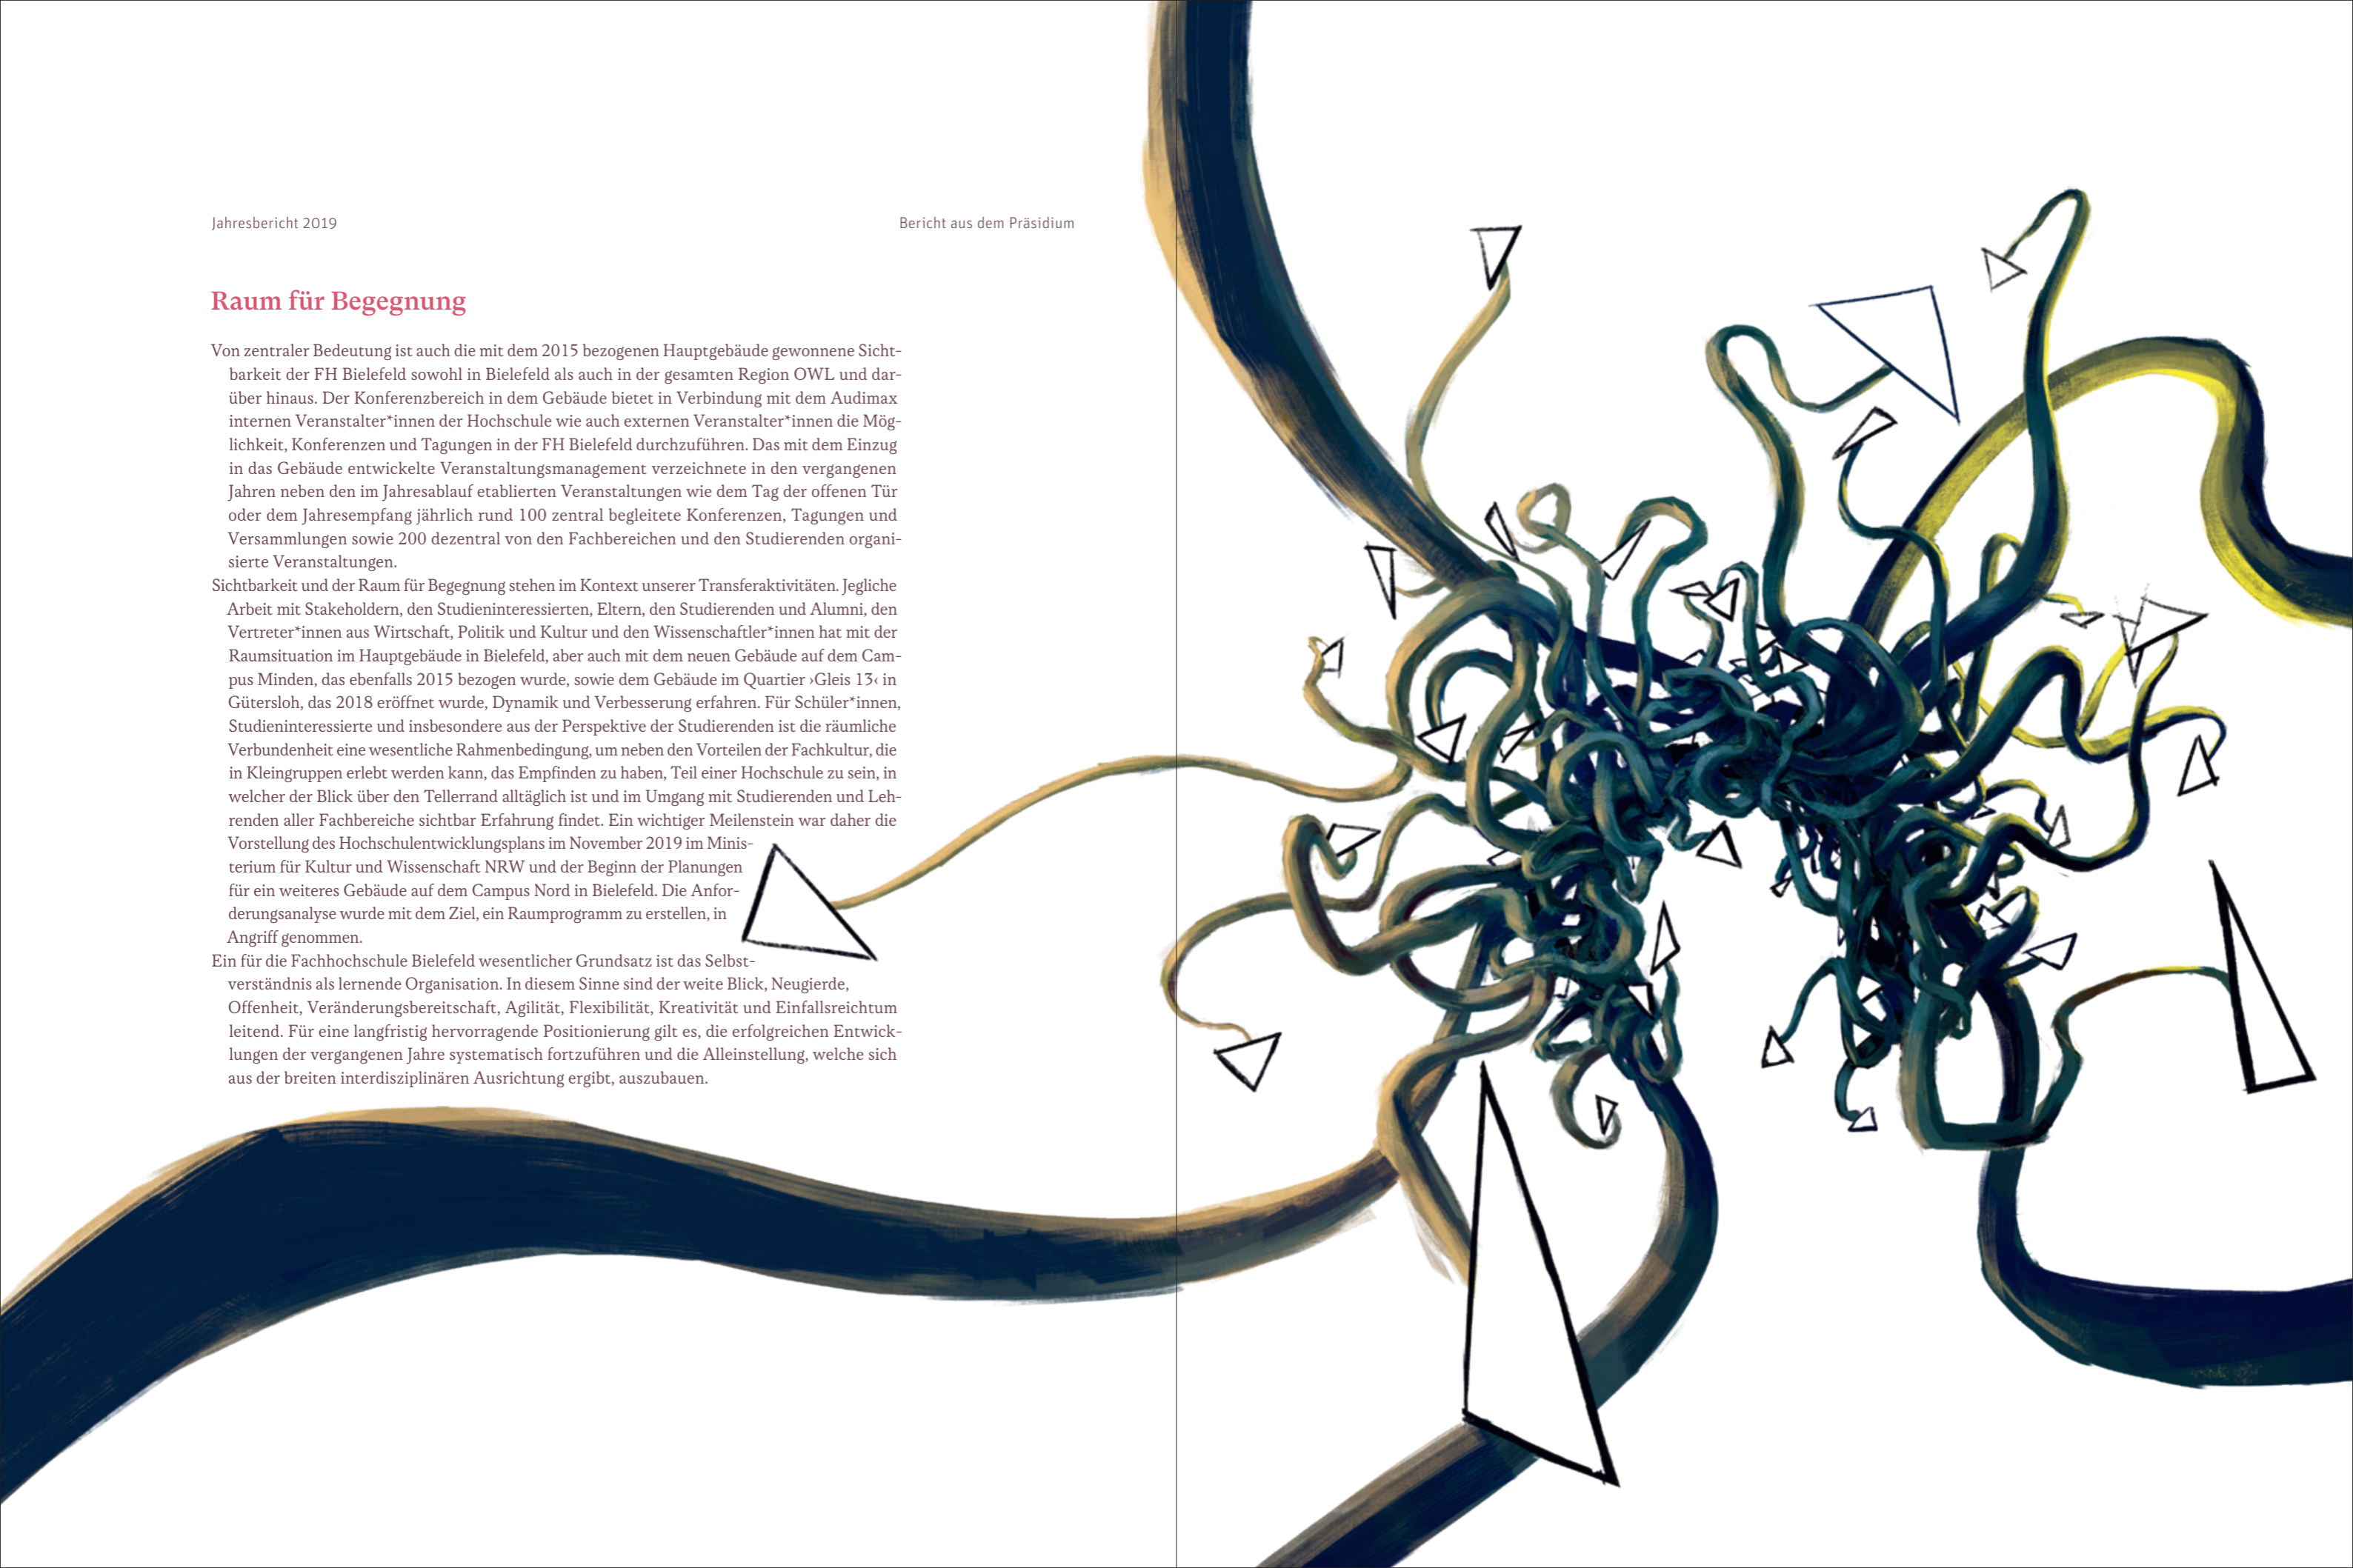 Jahresbericht 2019
Bericht aus dem Präsidium
Raum für Begegnung
Von zentraler Bedeutung ist auch die mit dem 2015 bezogenen Hauptgebäude gewonnene Sicht-
barkeit der FH Bielefeld sowohl in Bielefeld als auch in der gesamten Region OWL und dar-
über hinaus. Der Konferenzbereich in dem Gebäude bietet in Verbindung mit dem Audimax
internen Veranstalter*innen der Hochschule wie auch externen Veranstalter*innen die Mög-
lichkeit, Konferenzen und Tagungen in der FH Bielefeld durchzuführen. Das mit dem Einzug
in das Gebäude entwickelte Veranstaltungsmanagement verzeichnete in den vergangenen
Jahren neben den im Jahresablauf etablierten Veranstaltungen wie dem Tag der offenen Tür
oder dem Jahresempfang jährlich rund 100 zentral begleitete Konferenzen, Tagungen und
Versammlungen sowie 200 dezentral von den Fachbereichen und den Studierenden organi-
sierte Veranstaltungen.
Sichtbarkeit und der Raum für Begegnung stehen im Kontext unserer Transferaktivitäten. Jegliche
Arbeit mit Stakeholdern, den Studieninteressierten, Eltern, den Studierenden und Alumni, den
Vertreter*innen aus Wirtschaft, Politik und Kultur und den Wissenschaftler*innen hat mit der
Raumsituation im Hauptgebäude in Bielefeld, aber auch mit dem neuen Gebäude auf dem Cam-
pus Minden, das ebenfalls 2015 bezogen wurde, sowie dem Gebäude im Quartier ›Gleis 13‹ in
Gütersloh, das 2018 eröffnet wurde, Dynamik und Verbesserung erfahren. Für Schüler*innen,
Studieninteressierte und insbesondere aus der Perspektive der Studierenden ist die räumliche
Verbundenheit eine wesentliche Rahmenbedingung, um neben den Vorteilen der Fachkultur, die
in Kleingruppen erlebt werden kann, das Empfinden zu haben, Teil einer Hochschule zu sein, in
welcher der Blick über den Tellerrand alltäglich ist und im Umgang mit Studierenden und Leh-
renden aller Fachbereiche sichtbar Erfahrung findet. Ein wichtiger Meilenstein war daher die
Vorstellung des Hochschulentwicklungsplans im November 2019 im Minis-
terium für Kultur und Wissenschaft NRW und der Beginn der Planungen
für ein weiteres Gebäude auf dem Campus Nord in Bielefeld. Die Anfor-
derungsanalyse wurde mit dem Ziel, ein Raumprogramm zu erstellen, in
Angriff genommen.
Ein für die Fachhochschule Bielefeld wesentlicher Grundsatz ist das Selbst-
verständnis als lernende Organisation. In diesem Sinne sind der weite Blick, Neugierde,
Offenheit, Veränderungsbereitschaft, Agilität, Flexibilität, Kreativität und Einfallsreichtum
leitend. Für eine langfristig hervorragende Positionierung gilt es, die erfolgreichen Entwick-
lungen der vergangenen Jahre systematisch fortzuführen und die Alleinstellung, welche sich
aus der breiten interdisziplinären Ausrichtung ergibt, auszubauen.